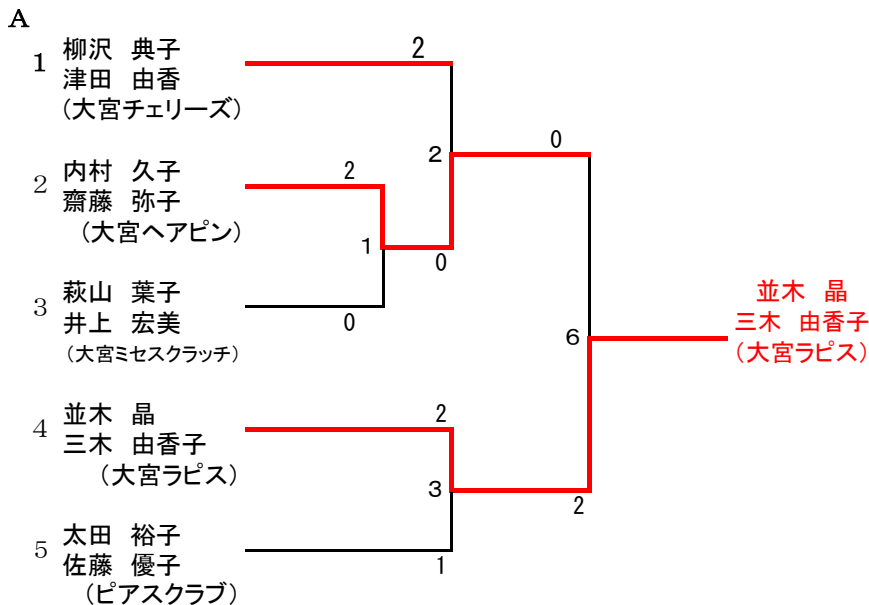 A
1
柳沢　典子
津田　由香
(大宮チェリーズ)
2
2
内村　久子
齋藤　弥子
(大宮ヘアピン)
2
3
萩山　葉子
井上　宏美
(大宮ミセスクラッチ)
0
1
2
0
0
4
並木　晶
三木　由香子
(大宮ラピス)
2
5
太田　裕子
佐藤　優子
(ピアスクラブ)
1
3
2
6
並木　晶
三木　由香子
(大宮ラピス)